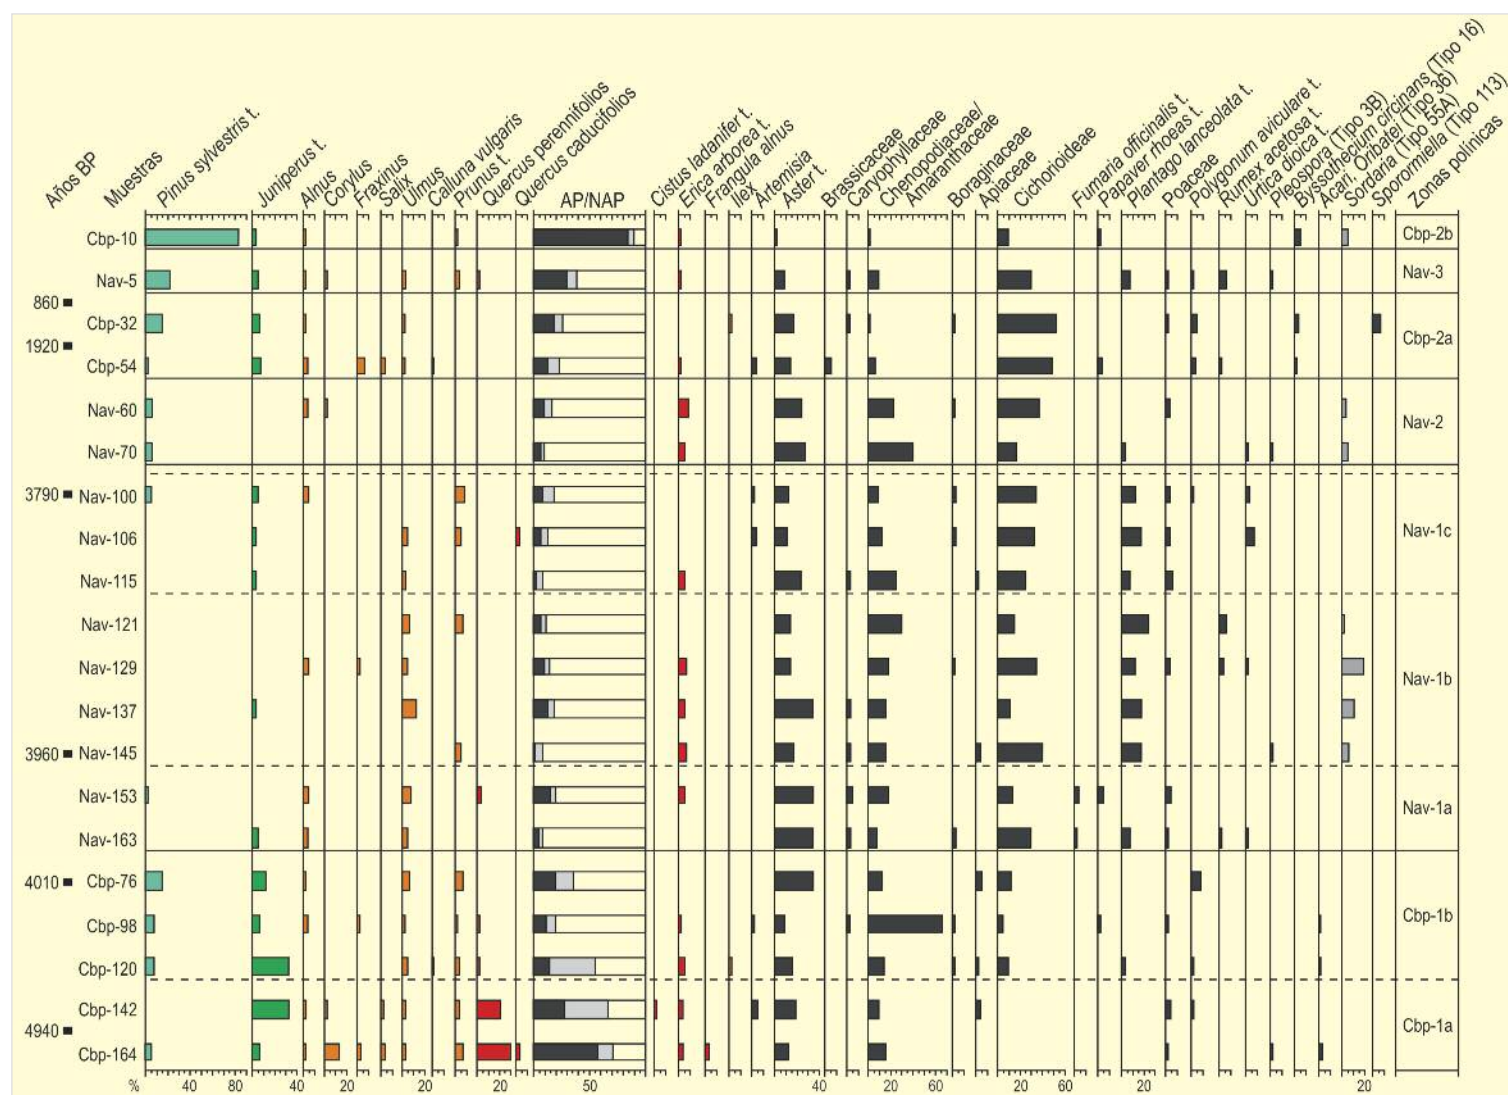 Años BP
Muestras
Pinus sylvestris t.
Juniperus t.
Alnus
Corylus
Fraxinus
Salix
Ulmus
Calluna vulgaris
Prunus t.
Quercus perennifolios
Quercus caducifolios
AP/NAP
Cistus ladanifer t.
Erica arborea t.
Frangula alnus
Ilex
Artemisia
Aster t.
Brassicaceae
Caryophyllaceae
Chenopodiaceae/
Amaranthaceae
Boraginaceae
Apiaceae
Cichorioideae
Fumaria officinalis t.
Papaver rhoeas t.
Plantago lanceolata t.
Poaceae
Polygonum aviculare t.
Rumex acetosa t.
Urtica dioica t.
Pleospora (Tipo 3B)
Byssothecium circinans (Tipo 16)
Acari, Orbatei (Tipo 36)
Sordaria (Tipo 55A)
Sporormiella (Tipo 113)
Zonas polínicas
Cbp-10 Cbp-2b
Nav-5 Nav-3
860
Cbp-32
1920 Cbp-2a
Cbp-54
Nav-60
Nav-2
Nav-70
3790 Nav-100
Nav-106 Nav-1c
Nav-115
Nav-121
Nav-129
Nav-1b
Nav-137
3960 Nav-145
Nav-153
Nav-1a
Nav-163
4010 Cbp-76
Cbp-98 Cbp-1b
Cbp-120
Cbp-142
4940 Cbp-1a
Cbp-164
% 40 80 40 20 20 20 50 40 20 60 20 60 20 20